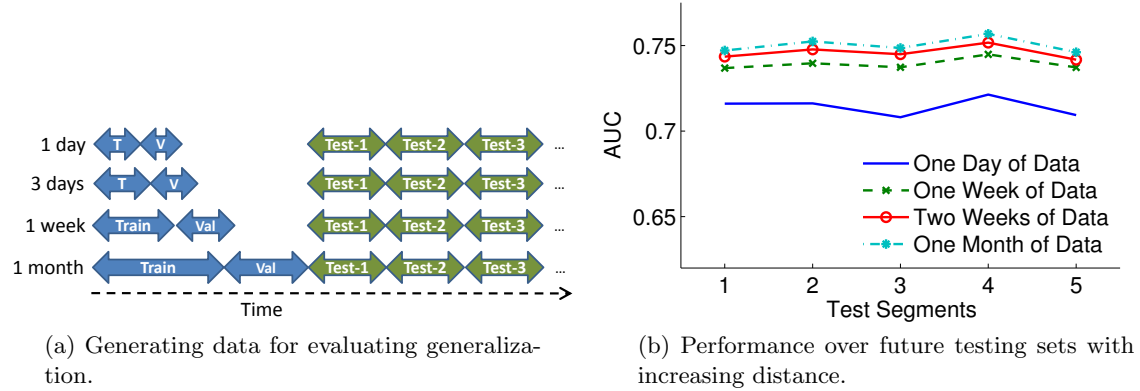 1 day T V Test-1 Test-2 Test-3 ...
3 days T V Test-1 Test-2 Test-3 ...
1 week Train Val Test-1 Test-2 Test-3 ...
1 month Train Val Test-1 Test-2 Test-3 ...
Time
(a) Generating data for evaluating generaliza-
tion.
0.75
0.7
0.65
AUC
One Day of Data
One Week of Data
Two Weeks of Data
One Month of Data
1 2 3 4 5
Test Segments
(b) Performance over future testing sets with
increasing distance.